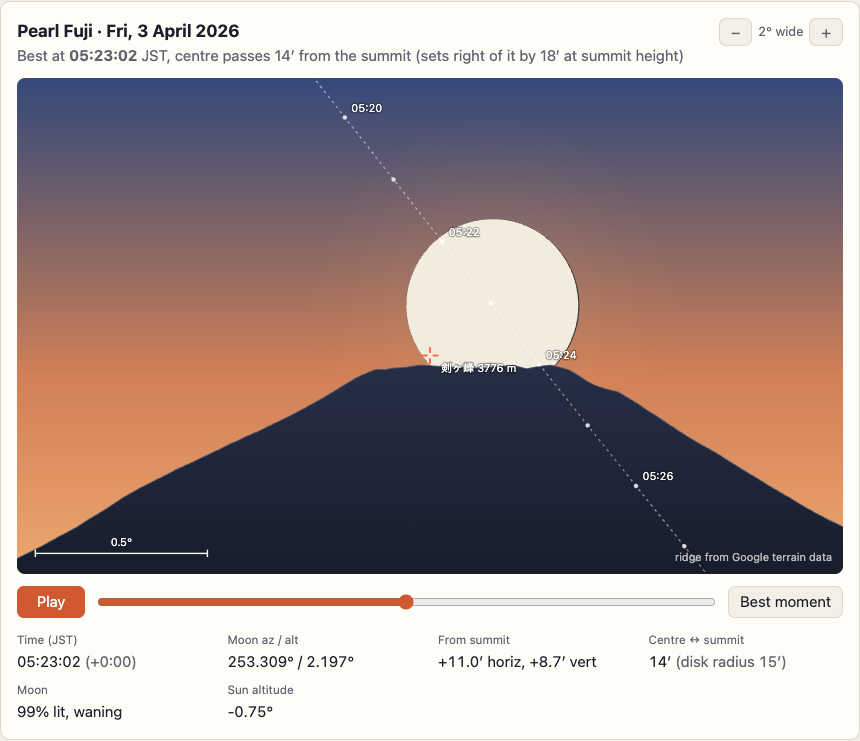 Pearl Fuji · Fri, 3 April 2026
− 2° wide +
Best at 05:23:02 JST, centre passes 14′ from the summit (sets right of it by 18′ at summit height)
05:20
05:22
05:24
剣ヶ峰 3776 m
05:26
0.5°
ridge from Google terrain data
Play
Best moment
Time (JST)
05:23:02 (+0:00)
Moon az / alt
253.309° / 2.197°
From summit
+11.0′ horiz, +8.7′ vert
Centre ↔ summit
14′ (disk radius 15′)
Moon
99% lit, waning
Sun altitude
-0.75°